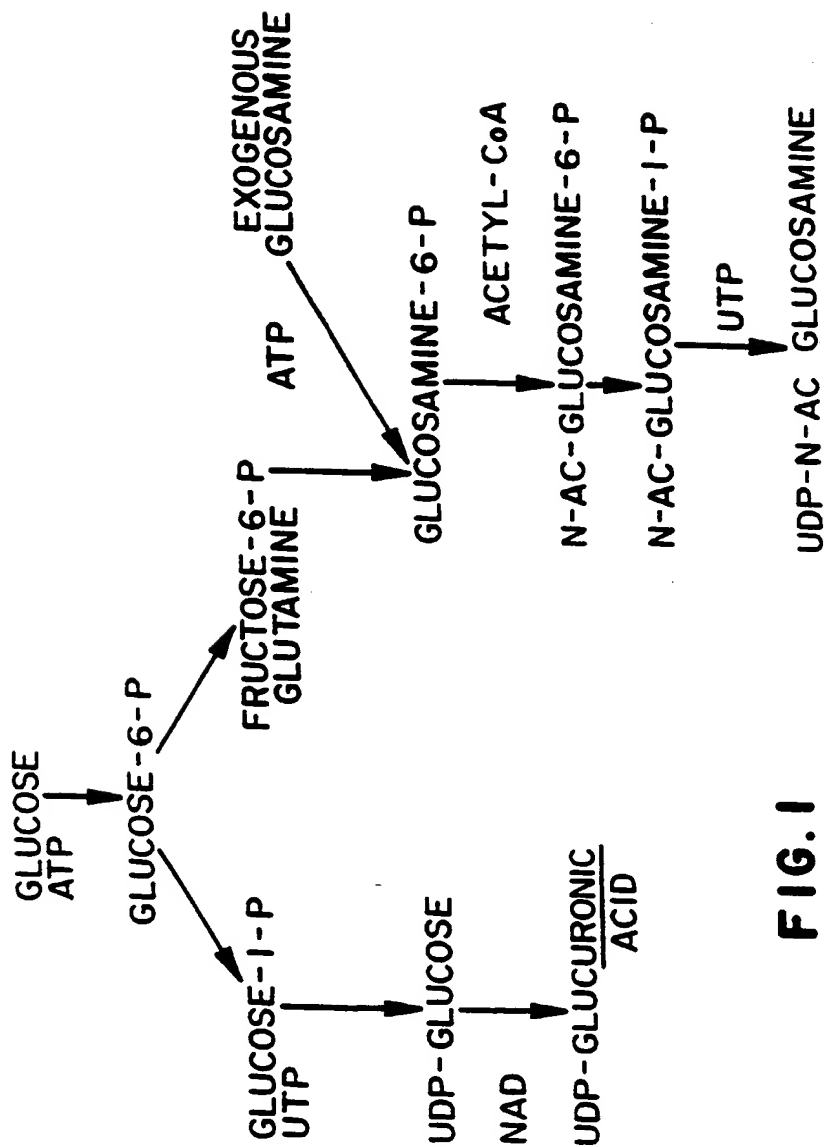 GLUCOSE
ATP
GLUCOSE-6-P
GLUCOSE-1-P
UTP
FRUCTOSE-6-P
GLUTAMINE
EXOGENOUS
GLUCOSAMINE
ATP
UDP-GLUCOSE
GLUCOSAMINE-6-P
NAD
ACETYL-CoA
UDP-GLUCURONIC
ACID
N-AC-GLUCOSAMINE-6-P
N-AC-GLUCOSAMINE-1-P
UTP
UDP-N-AC GLUCOSAMINE
FIG. 1